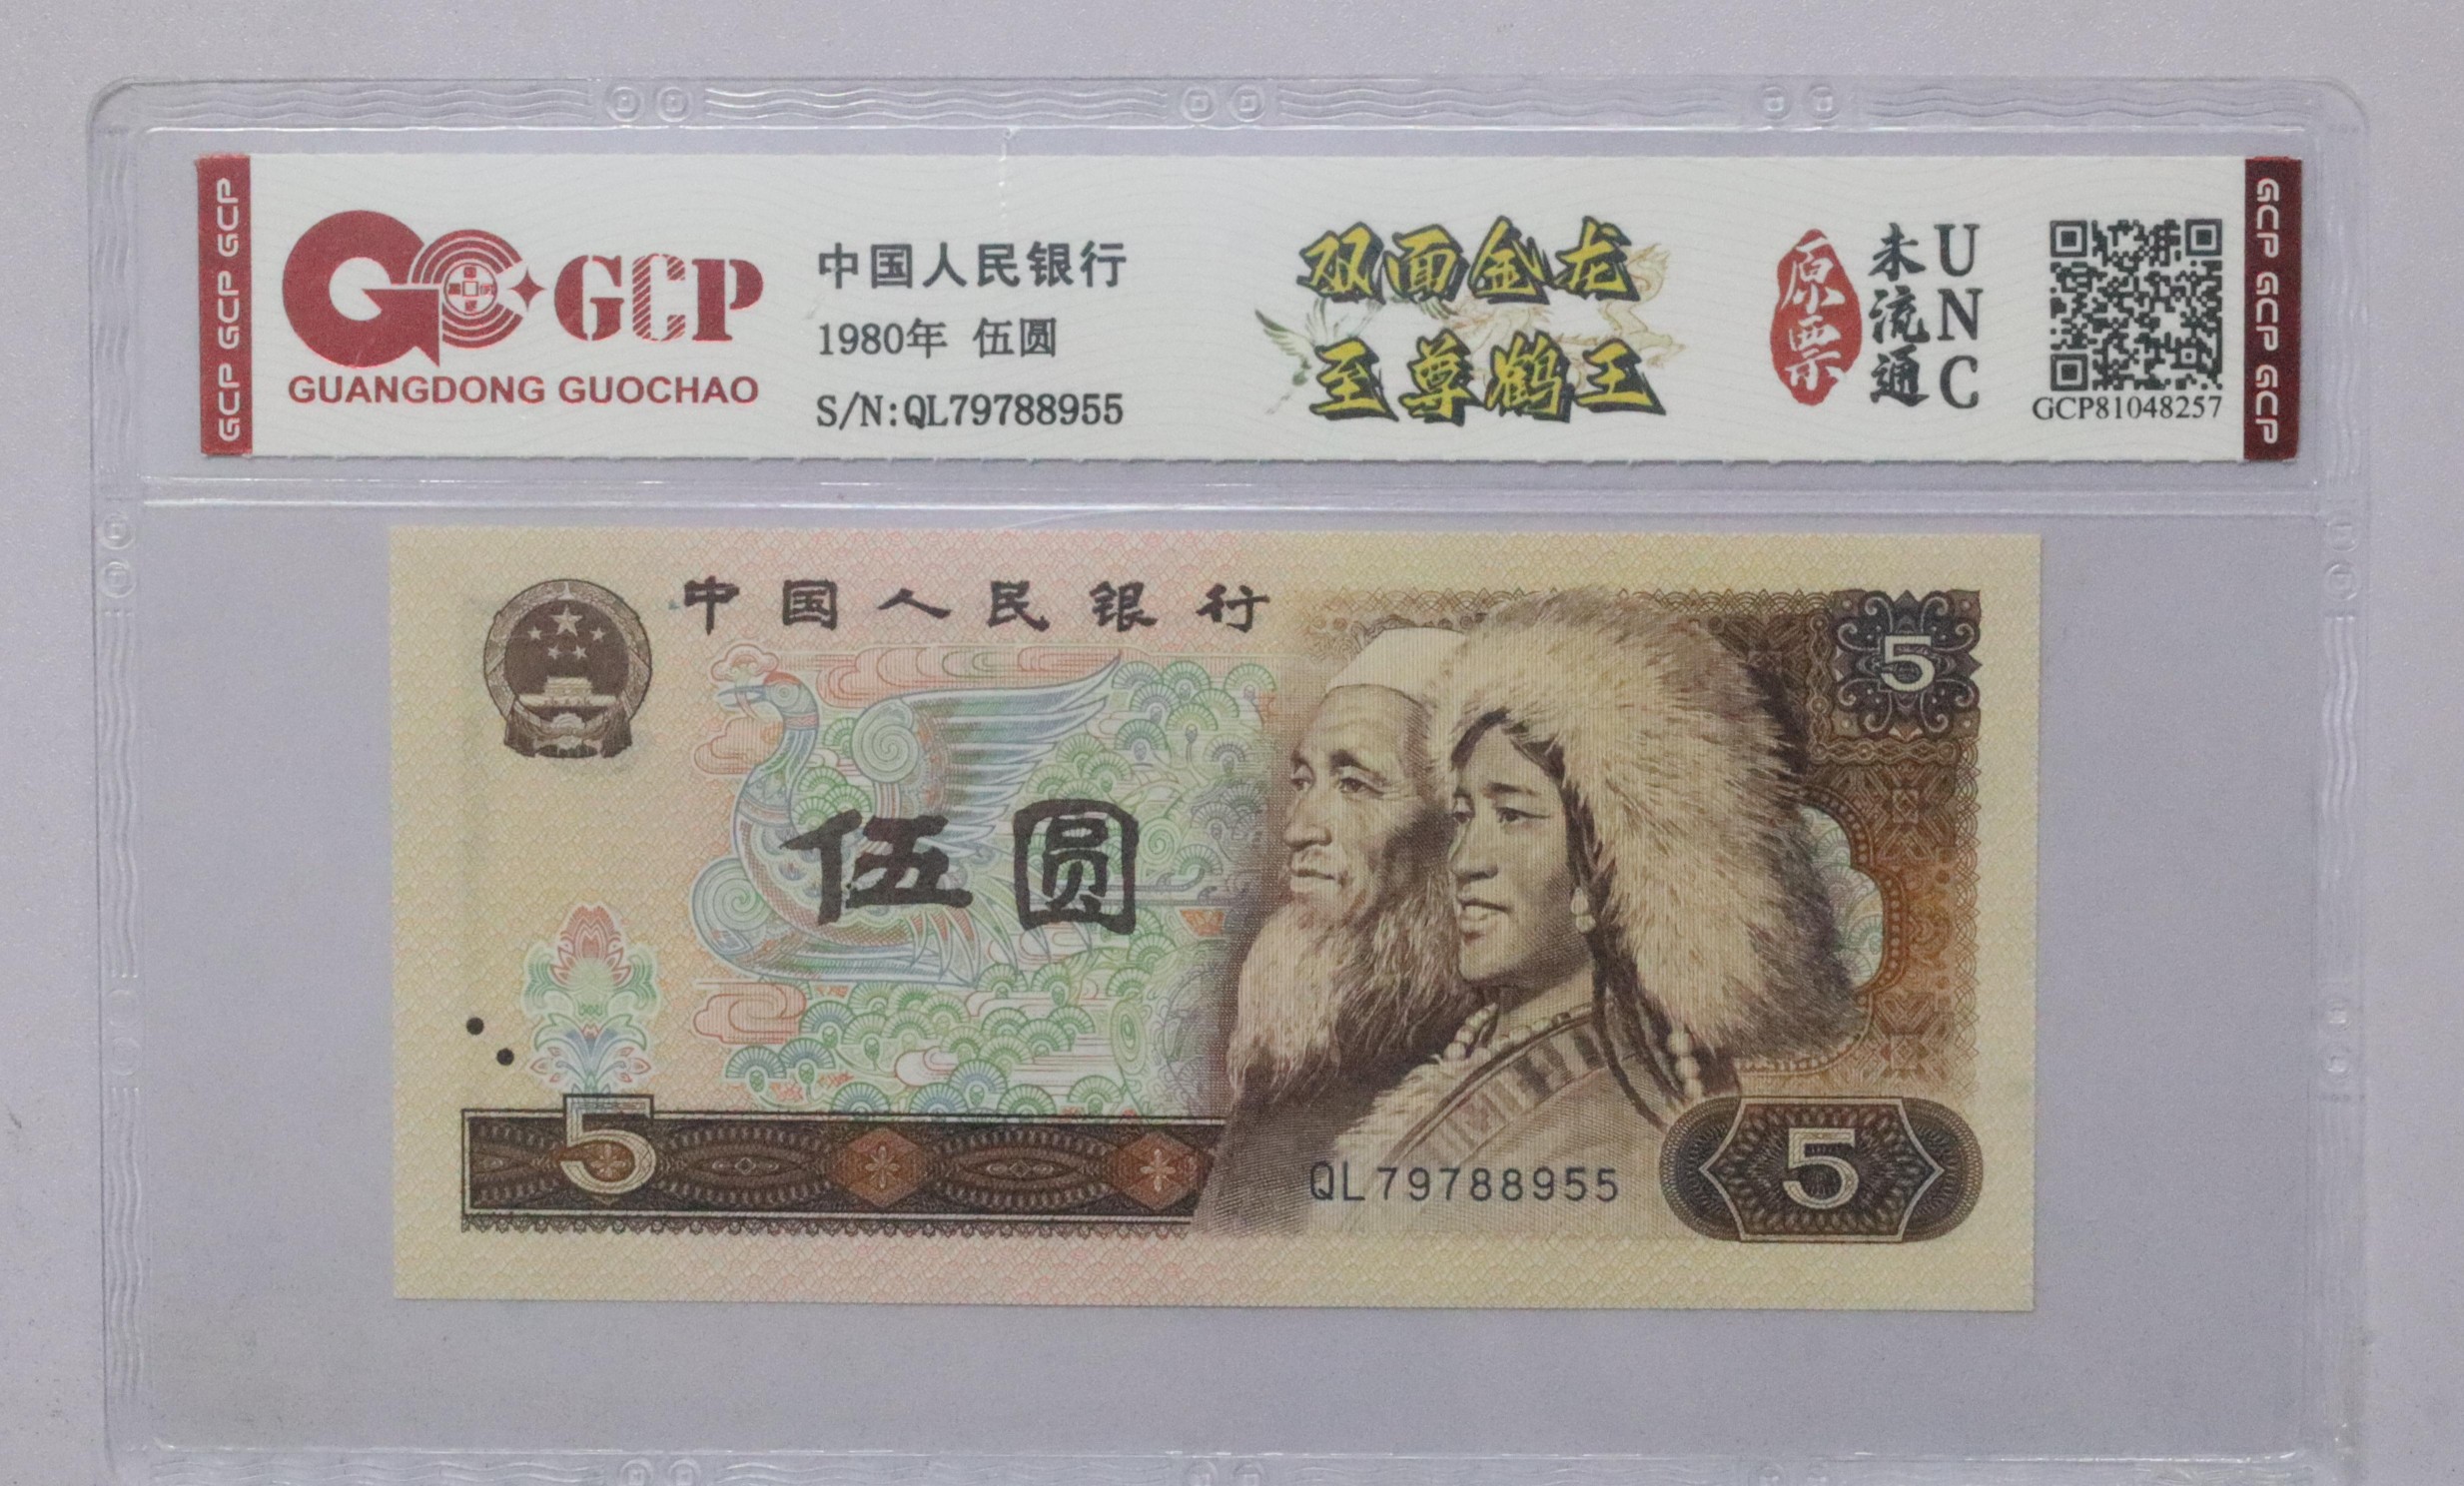 GCP GCP GCP
GCP
GUANGDONG GUOCHAO
中国人民银行
1980年 伍圆
S/N:QL79788955
双面金龙
至尊鹤王
原票
未流通
UNC
GCP81048257
GCP GCP GCP
中国人民银行
5
伍圆
5
QL79788955
5